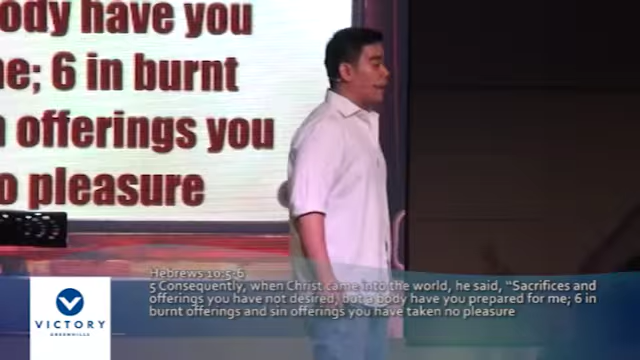 ody have you
e; 6 in burnt
offerings you
o pleasure
Hebrews 10:5-6
5 Consequently, when Christ came into the world, he said, "Sacrifices and
offerings you have not desired, but a body have you prepared for me; 6 in
burnt offerings and sin offerings you have taken no pleasure
VICTORY
GREENHILLS